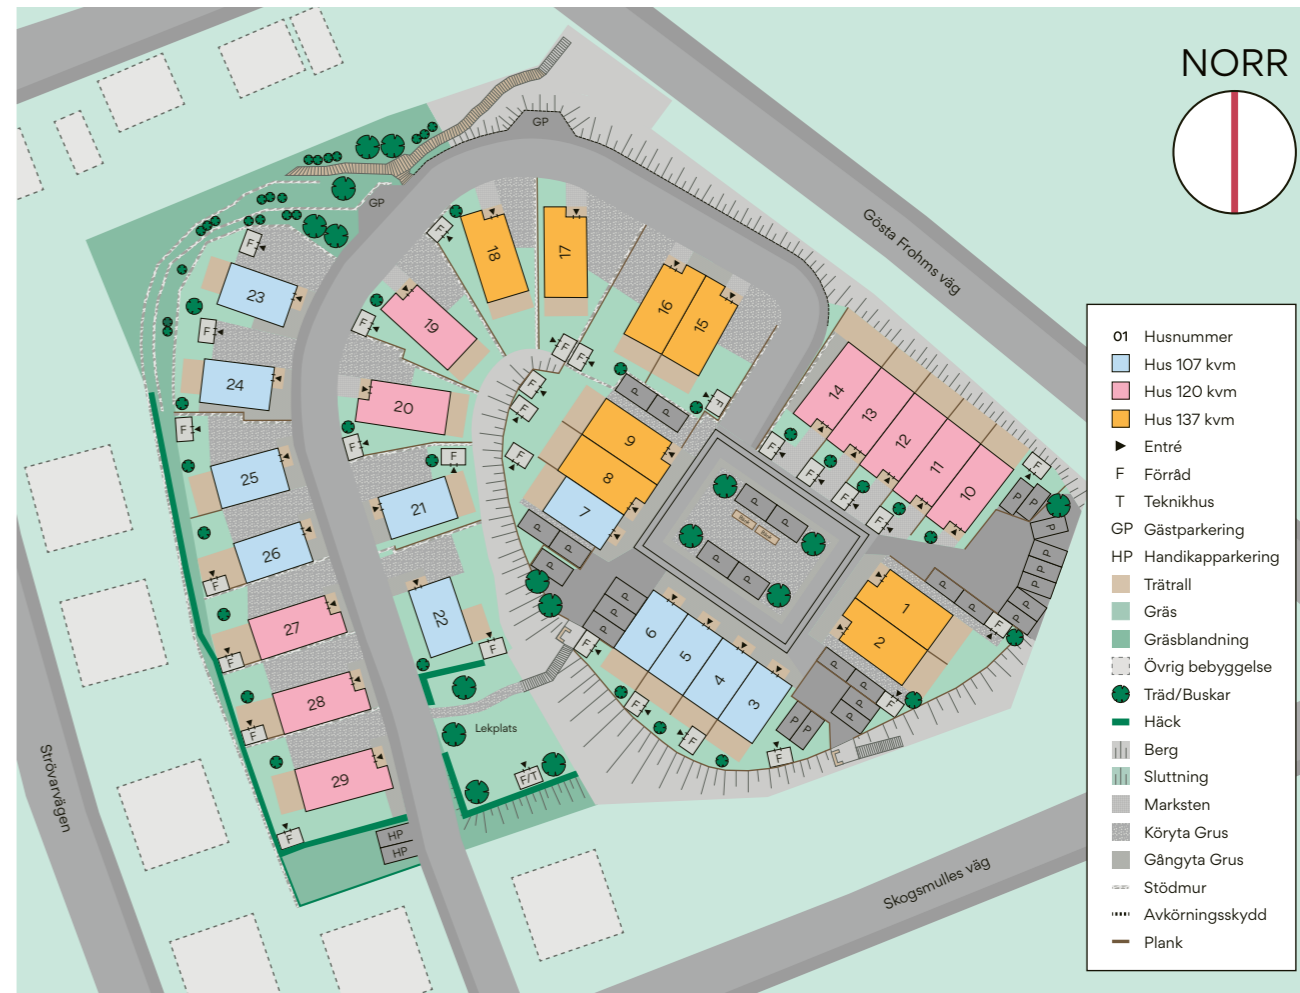 NORR
GP
Gösta Frohms väg
GP
F
18
17
F
23
16
15
F
19
F
01 Husnummer
Hus 107 kvm
Hus 120 kvm
Hus 137 kvm
Entré
F Förråd
T Teknikhus
GP Gästparkering
HP Handikapparkering
Trätrall
Gräs
Gräsblandning
Övrig bebyggelse
Träd/Buskar
Häck
Berg
Sluttning
Marksten
Köryta Grus
Gångyta Grus
Stödmur
Avkörningsskydd
Plank
F
F
24
F
P
P
F
14
20
F
F
13
F
9
F
12
F
F
F
11
25
8
F
10
P
P
21
7
P
P
F
P
P
P
P
26
P
P
P
P
P
F
P
P
P
1
P
P
P
27
22
P
P
6
2
F
F
F
F
5
P
P
28
4
3
P
P
F
F
F
Lekplats
F
P
P
F
29
F/T
Strövarvägen
F
HP
HP
Skogsmulles väg